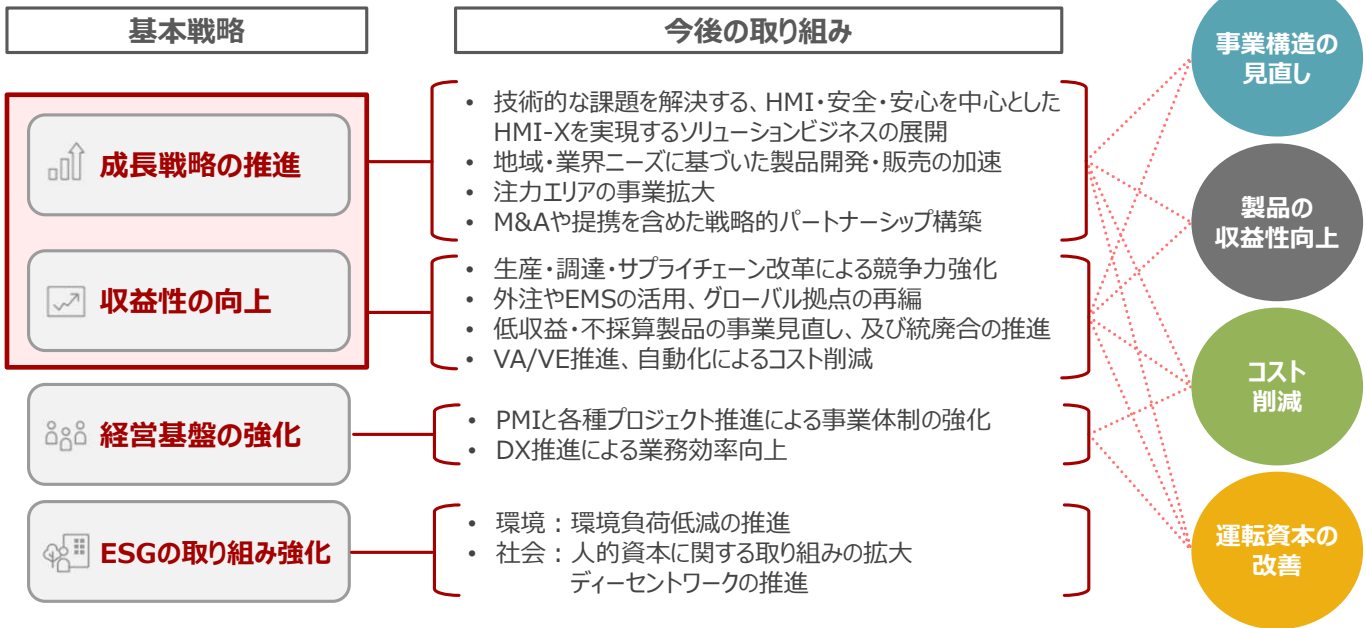 基本戦略
今後の取り組み
成長戦略の推進
• 技術的な課題を解決する、HMI・安全・安心を中心とした
HMI-Xを実現するソリューションビジネスの展開
• 地域・業界ニーズに基づいた製品開発・販売の加速
• 注力エリアの事業拡大
• M&Aや提携を含めた戦略的パートナーシップ構築
収益性の向上
• 生産・調達・サプライチェーン改革による競争力強化
• 外注やEMSの活用、グローバル拠点の再編
• 低収益・不採算製品の事業見直し、及び統廃合の推進
• VA/VE推進、自動化によるコスト削減
経営基盤の強化
• PMIと各種プロジェクト推進による事業体制の強化
• DX推進による業務効率向上
ESGの取り組み強化
• 環境：環境負荷低減の推進
• 社会：人的資本に関する取り組みの拡大
ディーセントワークの推進
事業構造の
見直し
製品の
収益性向上
コスト
削減
運転資本の
改善